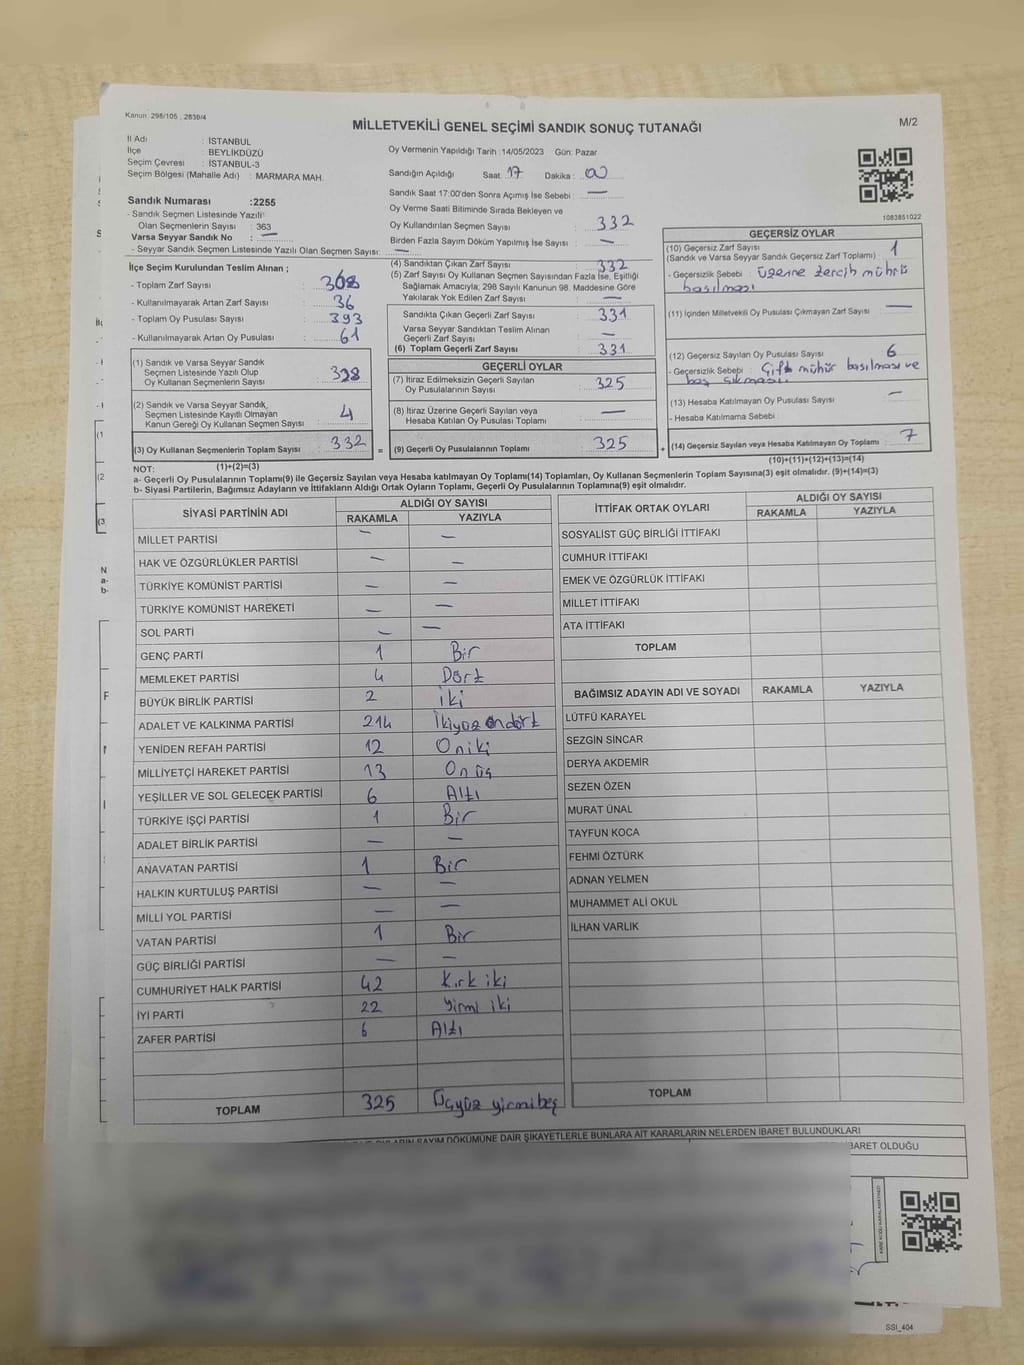 Kanun. 298/105 , 2839/4
MİLLETVEKİLİ GENEL SEÇİMİ SANDIK SONUÇ TUTANAĞI
M/2
İl Adı : İSTANBUL
İlçe : BEYLİKDÜZÜ
Seçim Çevresi : İSTANBUL-3
Seçim Bölgesi (Mahalle Adı) : MARMARA MAH.
Oy Vermenin Yapıldığı Tarih :14/05/2023 Gün: Pazar
Sandığın Açıldığı Saat: 17 Dakika : 00
Sandık Saat 17:00'den Sonra Açımış İse Sebebi : —
Sandık Numarası :2255
- Sandık Seçmen Listesinde Yazılı
Olan Seçmenlerin Sayısı : 363
Varsa Seyyar Sandık No : —
- Seyyar Sandık Seçmen Listesinde Yazılı Olan Seçmen Sayısı: —
Oy Verme Saati Bitiminde Sırada Bekleyen ve
Oy Kullandırılan Seçmen Sayısı : 332
Birden Fazla Sayım Döküm Yapılmış İse Sayısı : —
1083851022
İlçe Seçim Kurulundan Teslim Alınan ;
- Toplam Zarf Sayısı : 368
- Kullanılmayarak Artan Zarf Sayısı : 36
- Toplam Oy Pusulası Sayısı : 393
- Kullanılmayarak Artan Oy Pusulası : 61
(4) Sandıktan Çıkan Zarf Sayısı : 332
(5) Zarf Sayısı Oy Kullanan Seçmen Sayısından Fazla İse, Eşitliği
Sağlamak Amacıyla; 298 Sayılı Kanunun 98. Maddesine Göre
Yakılarak Yok Edilen Zarf Sayısı : —
Sandıkta Çıkan Geçerli Zarf Sayısı : 331
Varsa Seyyar Sandıktan Teslim Alınan
Geçerli Zarf Sayısı : —
(6) Toplam Geçerli Zarf Sayısı : 331
GEÇERSİZ OYLAR
(10) Geçersiz Zarf Sayısı
(Sandık ve Varsa Seyyar Sandık Geçersiz Zarf Toplamı) : 1
- Geçersizlik Sebebi : Üzerine tercih mührü
basılması
(11) İçinden Milletvekili Oy Pusulası Çıkmayan Zarf Sayısı : —
(12) Geçersiz Sayılan Oy Pusulası Sayısı : 6
- Geçersizlik Sebebi : Çift mühür basılması ve
boş çıkması
(13) Hesaba Katılmayan Oy Pusulası Sayısı : —
- Hesaba Katılmama Sebebi :
(14) Geçersiz Sayılan veya Hesaba Katılmayan Oy Toplamı : 7
(10)+(11)+(12)+(13)=(14)
(1) Sandık ve Varsa Seyyar Sandık
Seçmen Listesinde Yazılı Olup
Oy Kullanan Seçmenlerin Sayısı : 328
(2) Sandık ve Varsa Seyyar Sandık,
Seçmen Listesinde Kayıtlı Olmayan
Kanun Gereği Oy Kullanan Seçmen Sayısı : 4
(3) Oy Kullanan Seçmenlerin Toplam Sayısı : 332
(1)+(2)=(3)
GEÇERLİ OYLAR
(7) İtiraz Edilmeksizin Geçerli Sayılan
Oy Pusulalarının Sayısı : 325
(8) İtiraz Üzerine Geçerli Sayılan veya
Hesaba Katılan Oy Pusulası Toplamı : —
= (9) Geçerli Oy Pusulalarının Toplamı : 325 +
NOT:
a- Geçerli Oy Pusulalarının Toplamı(9) ile Geçersiz Sayılan veya Hesaba katılmayan Oy Toplamı(14) Toplamları, Oy Kullanan Seçmenlerin Toplam Sayısına(3) eşit olmalıdır. (9)+(14)=(3)
b- Siyasi Partilerin, Bağımsız Adayların ve İttifakların Aldığı Ortak Oyların Toplamı, Geçerli Oy Pusulalarının Toplamına(9) eşit olmalıdır.
SİYASİ PARTİNİN ADI ALDIĞI OY SAYISI
RAKAMLA YAZIYLA
MİLLET PARTİSİ — —
HAK VE ÖZGÜRLÜKLER PARTİSİ — —
TÜRKİYE KOMÜNİST PARTİSİ — —
TÜRKİYE KOMÜNİST HAREKETİ — —
SOL PARTİ — —
GENÇ PARTİ 1 Bir
MEMLEKET PARTİSİ 4 Dört
BÜYÜK BİRLİK PARTİSİ 2 İki
ADALET VE KALKINMA PARTİSİ 214 İkiyüz ondört
YENİDEN REFAH PARTİSİ 12 Oniki
MİLLİYETÇİ HAREKET PARTİSİ 13 Onüç
YEŞİLLER VE SOL GELECEK PARTİSİ 6 Altı
TÜRKİYE İŞÇİ PARTİSİ 1 Bir
ADALET BİRLİK PARTİSİ — —
ANAVATAN PARTİSİ 1 Bir
HALKIN KURTULUŞ PARTİSİ — —
MİLLİ YOL PARTİSİ — —
VATAN PARTİSİ 1 Bir
GÜÇ BİRLİĞİ PARTİSİ — —
CUMHURİYET HALK PARTİSİ 42 Kırk iki
İYİ PARTİ 22 Yirmi iki
ZAFER PARTİSİ 6 Altı
TOPLAM 325 Üçyüz yirmibeş
İTTİFAK ORTAK OYLARI ALDIĞI OY SAYISI
RAKAMLA YAZIYLA
SOSYALİST GÜÇ BİRLİĞİ İTTİFAKI
CUMHUR İTTİFAKI
EMEK VE ÖZGÜRLÜK İTTİFAKI
MİLLET İTTİFAKI
ATA İTTİFAKI
TOPLAM
BAĞIMSIZ ADAYIN ADI VE SOYADI RAKAMLA YAZIYLA
LÜTFÜ KARAYEL
SEZGİN SİNCAR
DERYA AKDEMİR
SEZEN ÖZEN
MURAT ÜNAL
TAYFUN KOCA
FEHMİ ÖZTÜRK
ADNAN YELMEN
MUHAMMET ALİ OKUL
İLHAN VARLIK
TOPLAM
OYLARIN SAYIM DÖKÜMÜNE DAİR ŞİKAYETLERLE BUNLARA AİT KARARLARIN NELERDEN İBARET BULUNDUKLARI
İBARET OLDUĞU
SSI_404